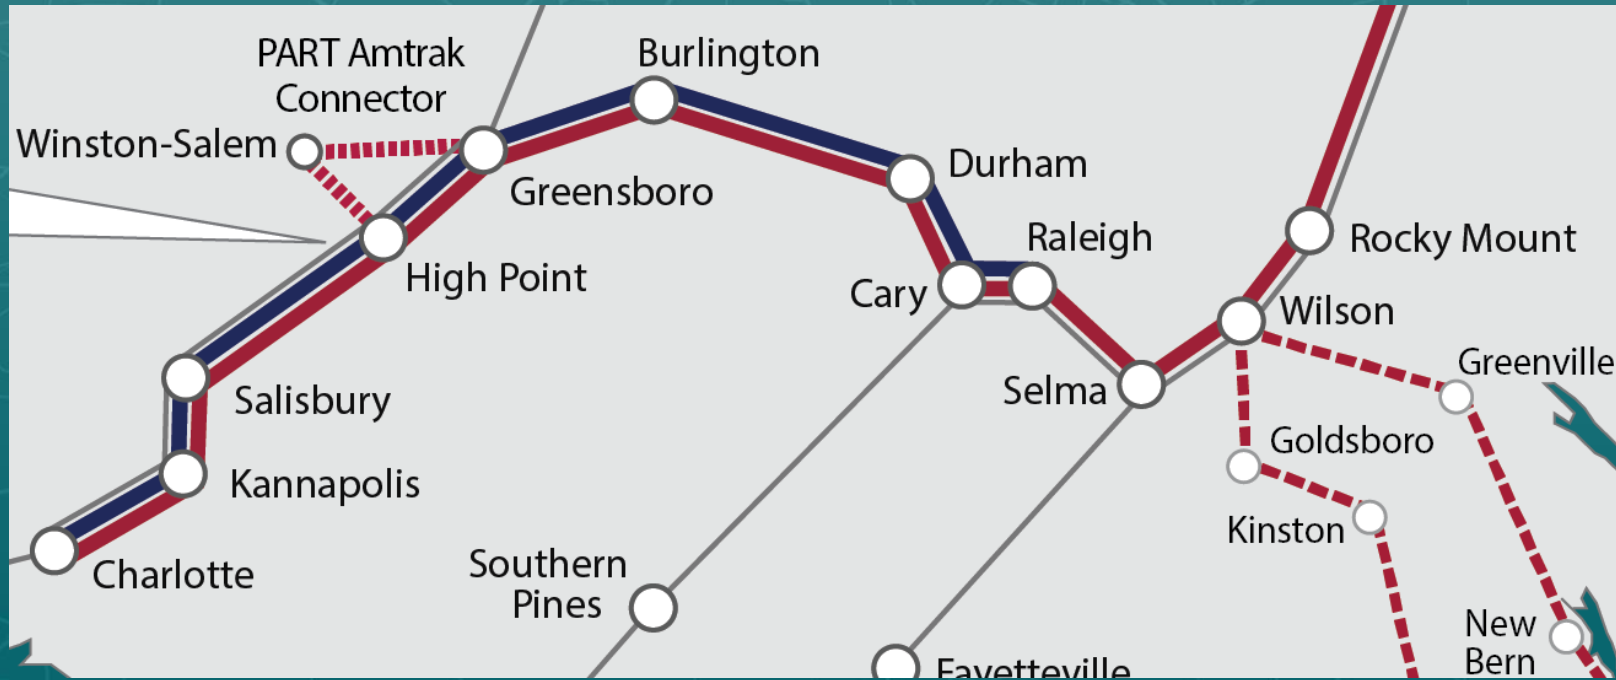 PART Amtrak
Connector
Burlington
Winston-Salem
Greensboro
Durham
High Point
Raleigh
Cary
Rocky Mount
Wilson
Selma
Greenville
Salisbury
Goldsboro
Kannapolis
Kinston
Charlotte
Southern
Pines
New
Bern
Fayetteville